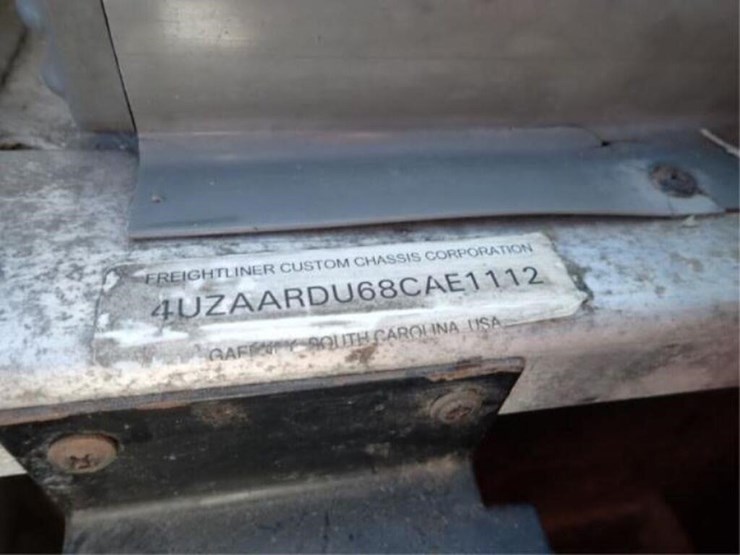 FREIGHTLINER CUSTOM CHASSIS CORPORATION
4UZAARDU68CAE1112
SOUTH CAROLINA, USA